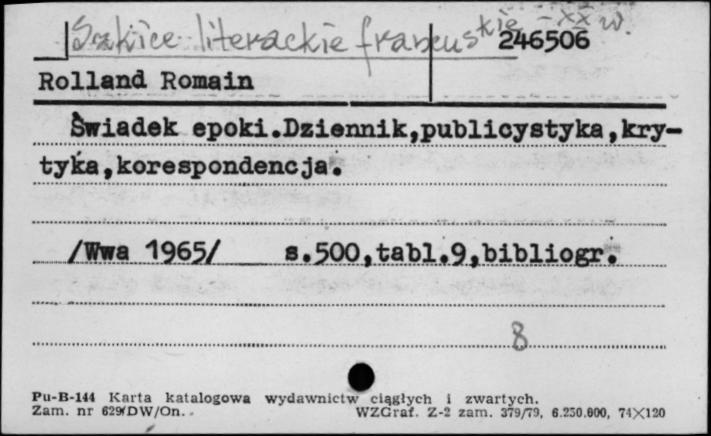 Szkice literackie francuskie - XX w.
246506
Rolland Romain
Świadek epoki.Dziennik,publicystyka,kry-
tyka,korespondencja.
/Wwa 1965/ s.500,tabl.9,bibliogr.
8
Pu-B-144 Karta katalogowa wydawnictw ciągłych i zwartych.
Zam. nr 629/DW/On. WZGraf. Z-2 zam. 379/79, 6.250.000, 74×120